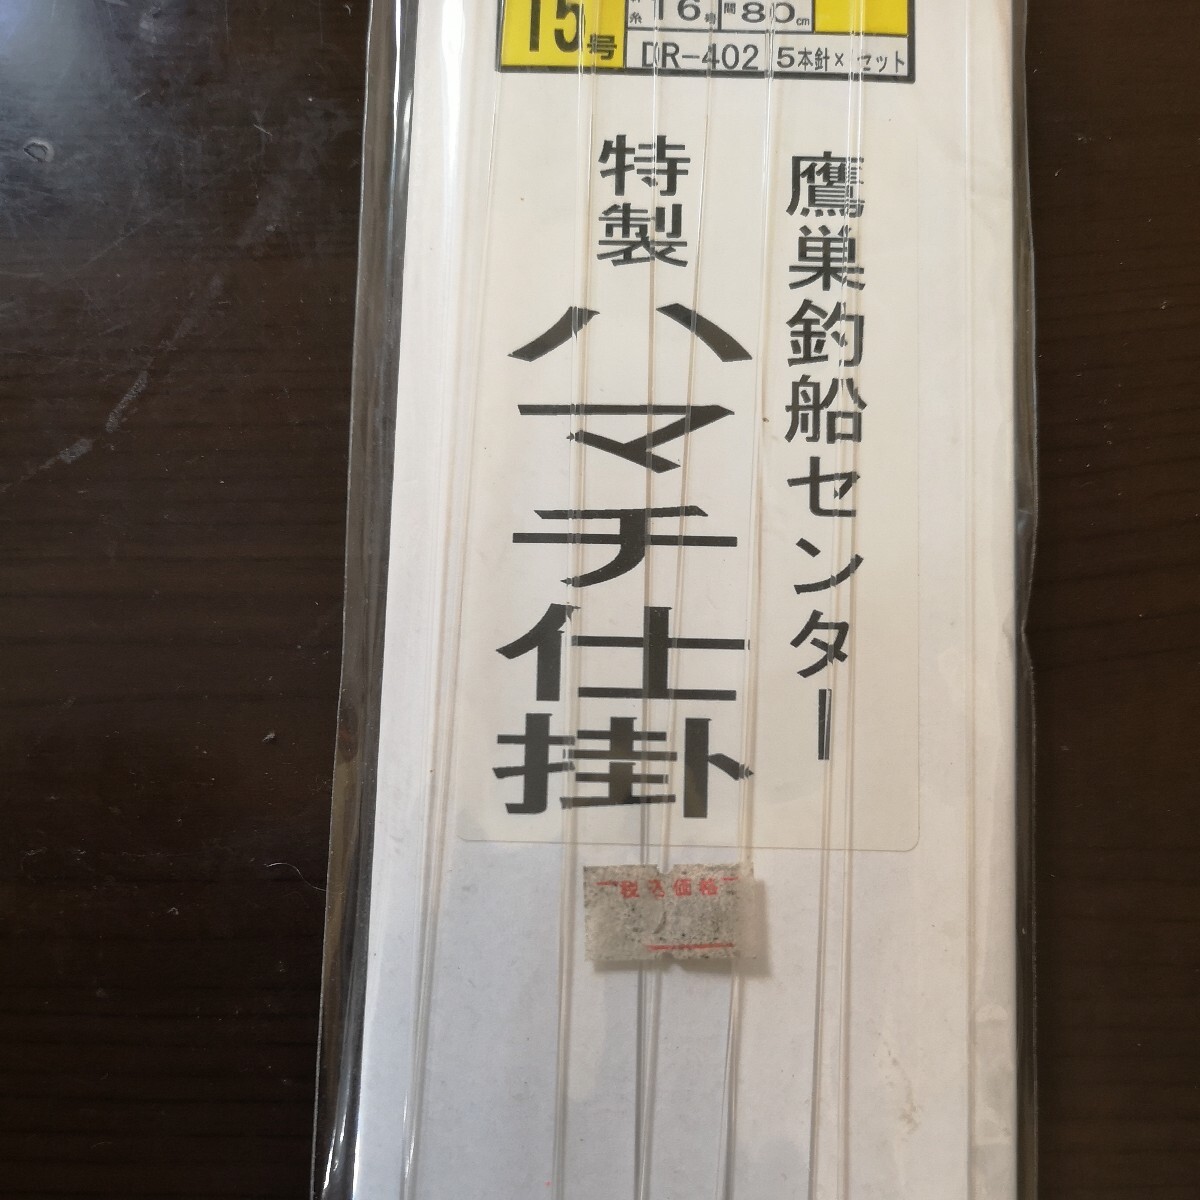 15号
糸 16号 間 80cm
DR-402 5本針× セット
鷹巣釣船センター
特製
ハマチ仕掛
税込価格